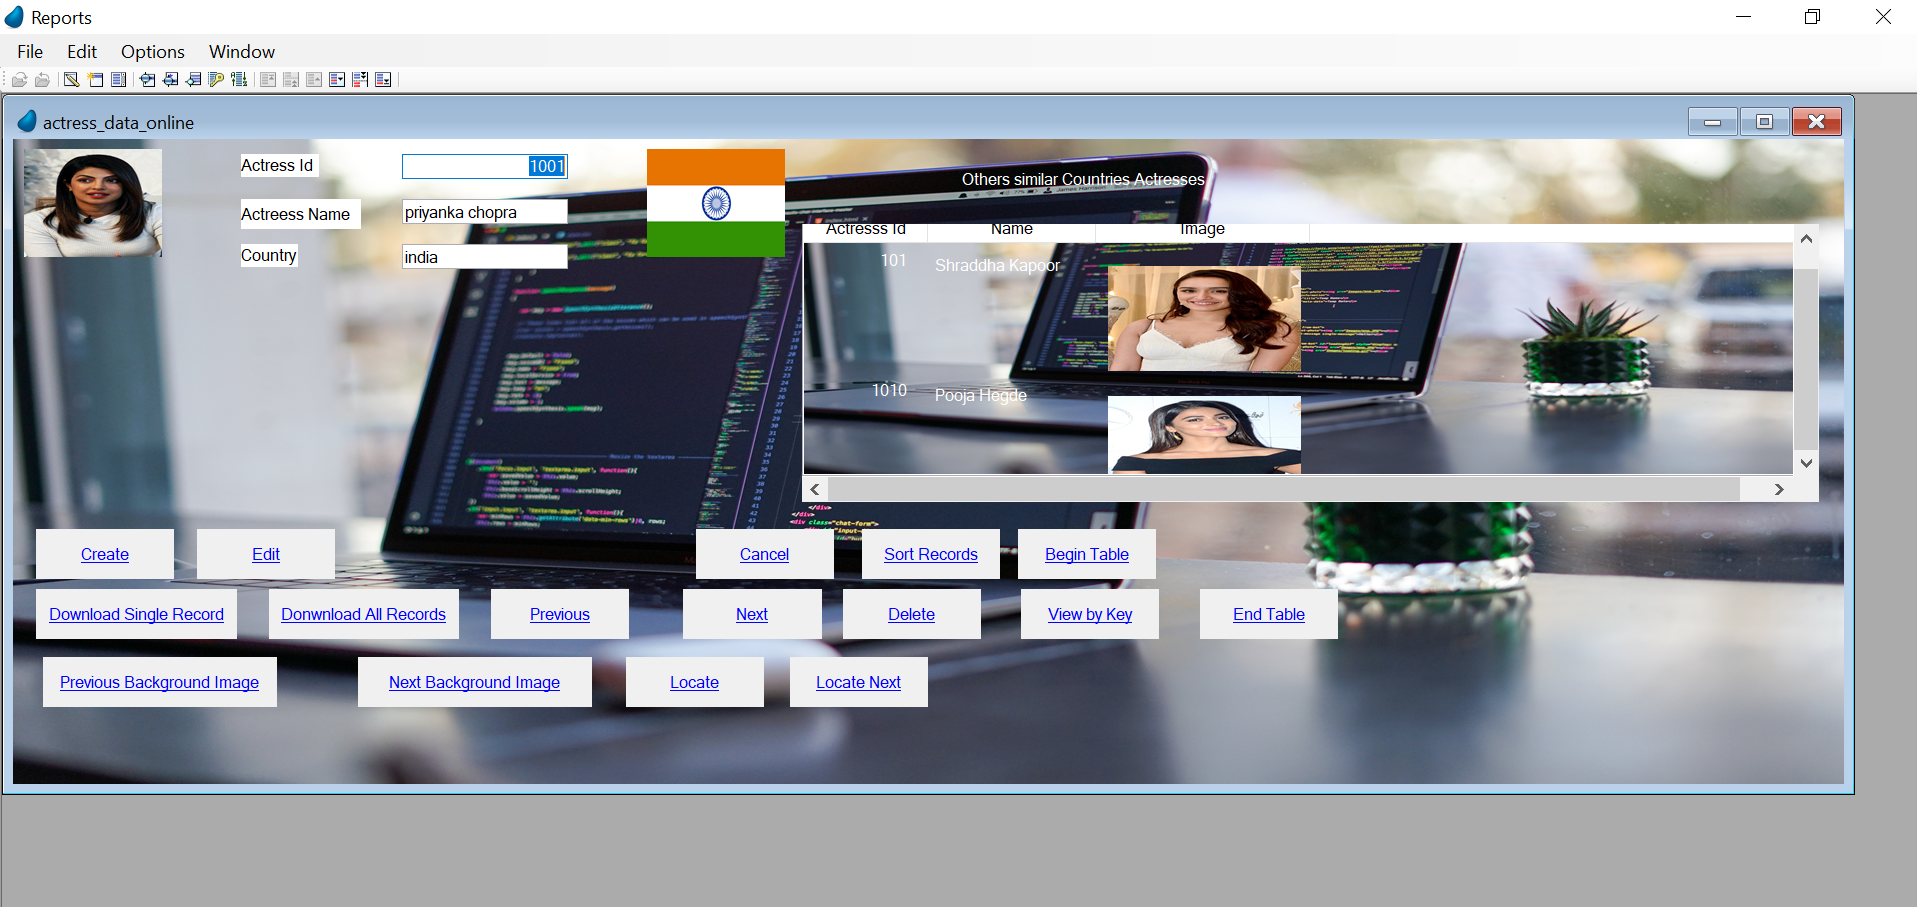 Reports
File Edit Options Window
actress_data_online
Actress Id 1001
Actreess Name priyanka chopra
Country india
Others similar Countries Actresses
Actresss Id Name Image
101 Shraddha Kapoor
1010 Pooja Hegde
Create Edit Cancel Sort Records Begin Table
Download Single Record Donwnload All Records Previous Next Delete View by Key End Table
Previous Background Image Next Background Image Locate Locate Next